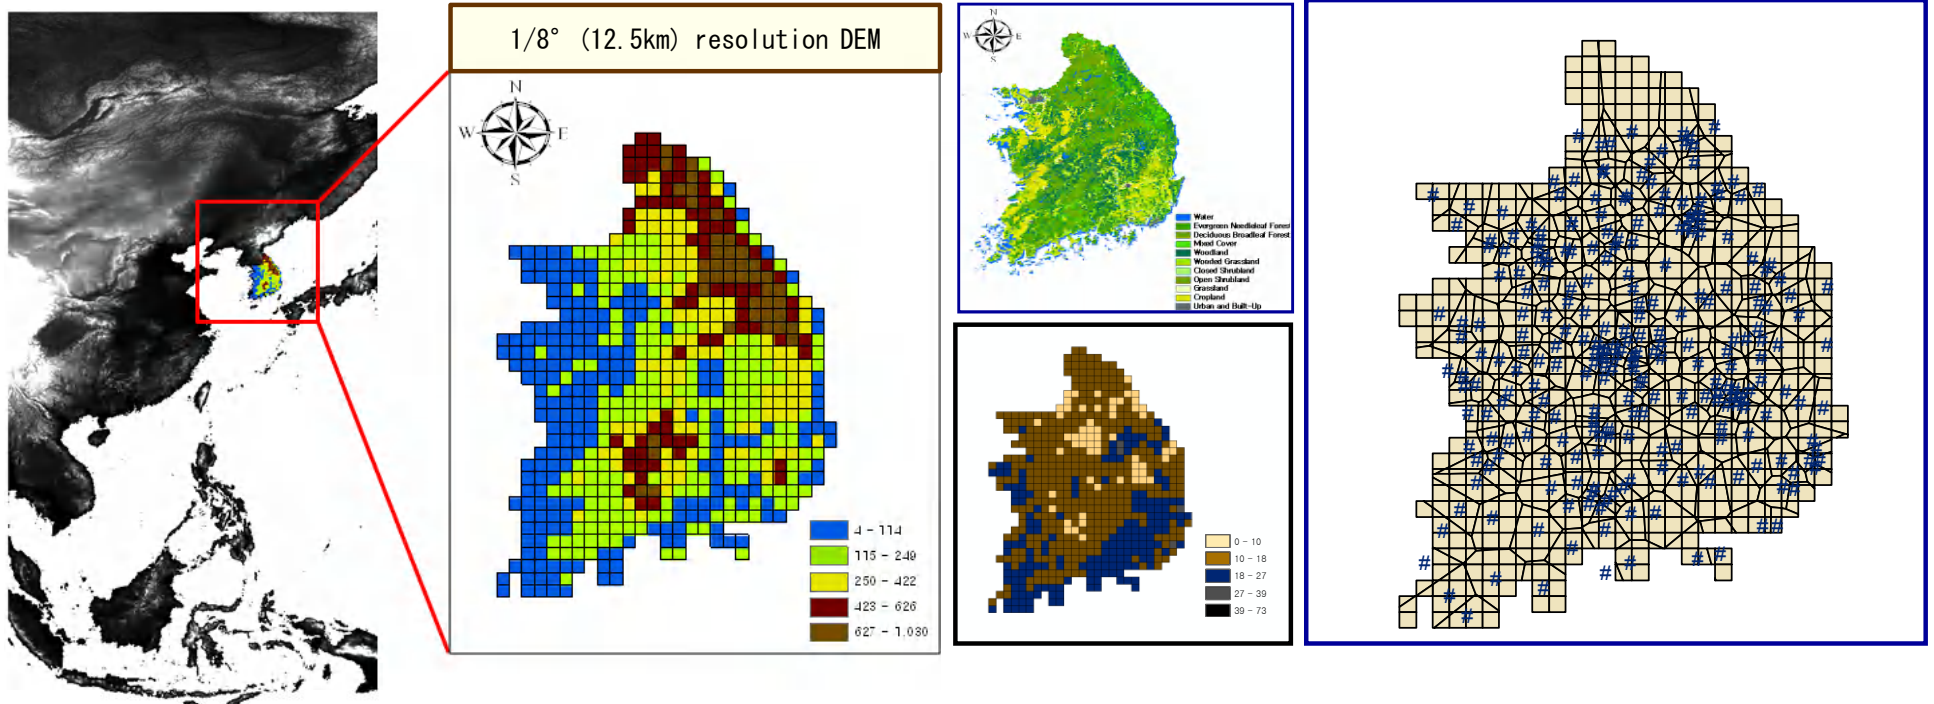 1/8° (12.5km) resolution DEM
N
W E
S
4 - 114
115 - 249
250 - 422
423 - 626
627 - 1,030
N
W E
S
Water
Evergreen Needleleaf Forest
Deciduous Broadleaf Forest
Mixed Cover
Woodland
Wooded Grassland
Closed Shrubland
Open Shrubland
Grassland
Cropland
Urban and Built-Up
0 - 10
10 - 18
18 - 27
27 - 39
39 - 73